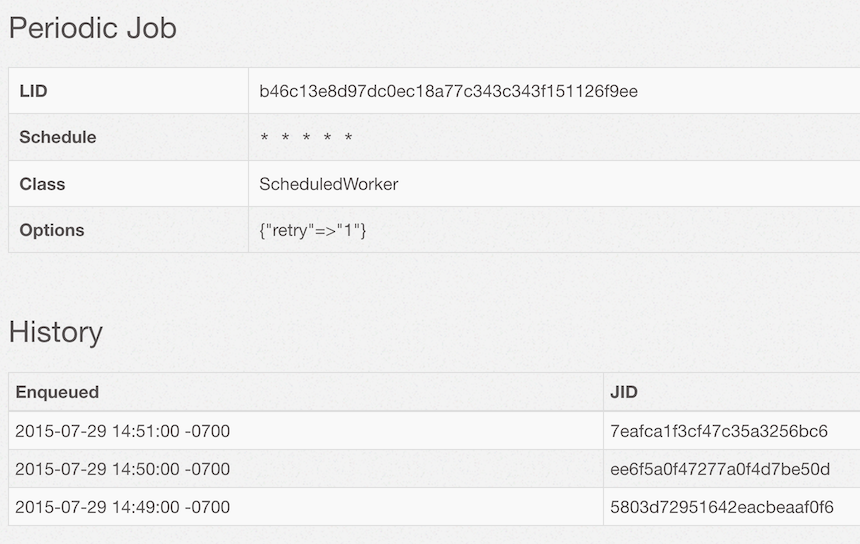 Periodic Job
LID b46c13e8d97dc0ec18a77c343c343f151126f9ee
Schedule * * * * *
Class ScheduledWorker
Options {"retry"=>"1"}
History
Enqueued JID
2015-07-29 14:51:00 -0700 7eafca1f3cf47c35a3256bc6
2015-07-29 14:50:00 -0700 ee6f5a0f47277a0f4d7be50d
2015-07-29 14:49:00 -0700 5803d72951642eacbeaaf0f6